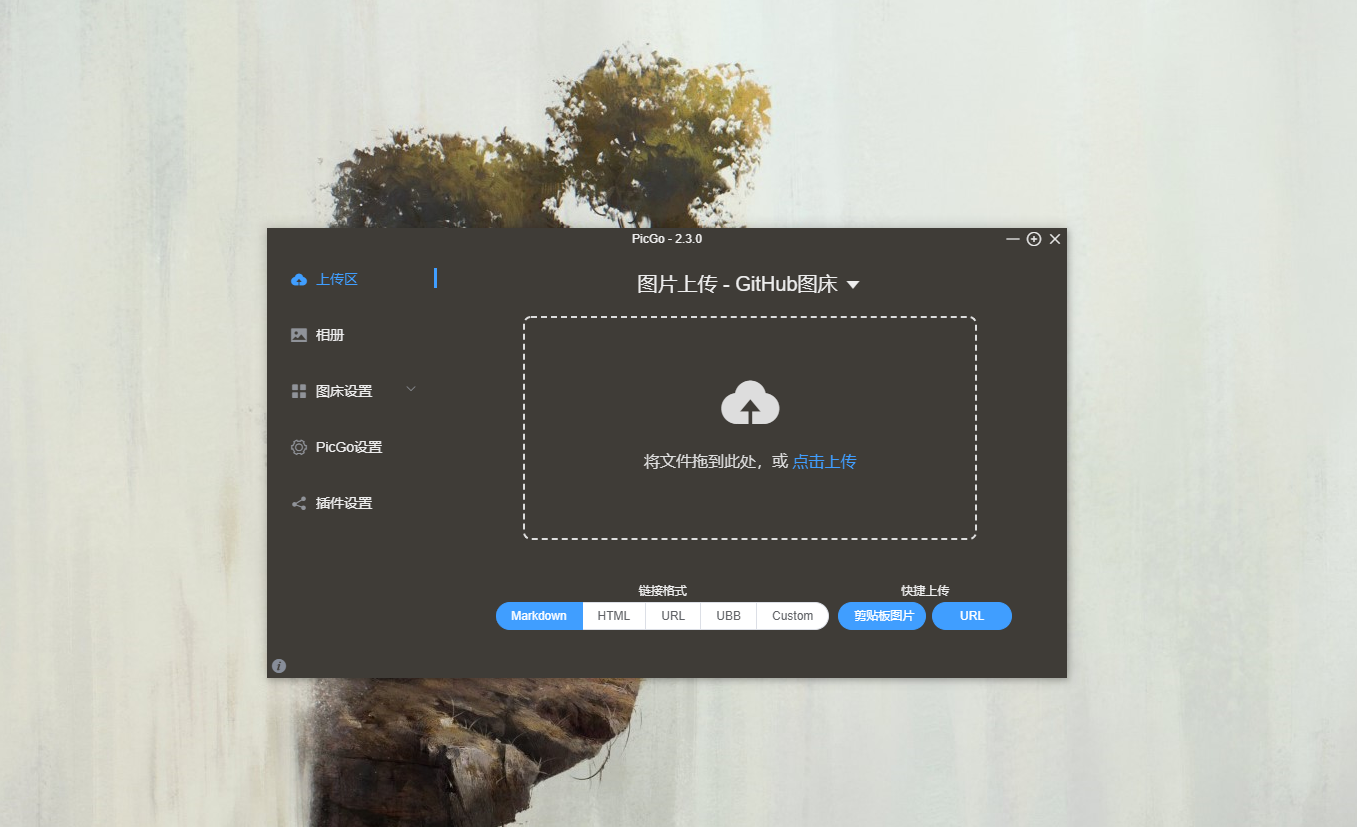 PicGo - 2.3.0
上传区
相册
图床设置
PicGo设置
插件设置
图片上传 - GitHub图床
将文件拖到此处，或 点击上传
链接格式
Markdown HTML URL UBB Custom
快捷上传
剪贴板图片 URL